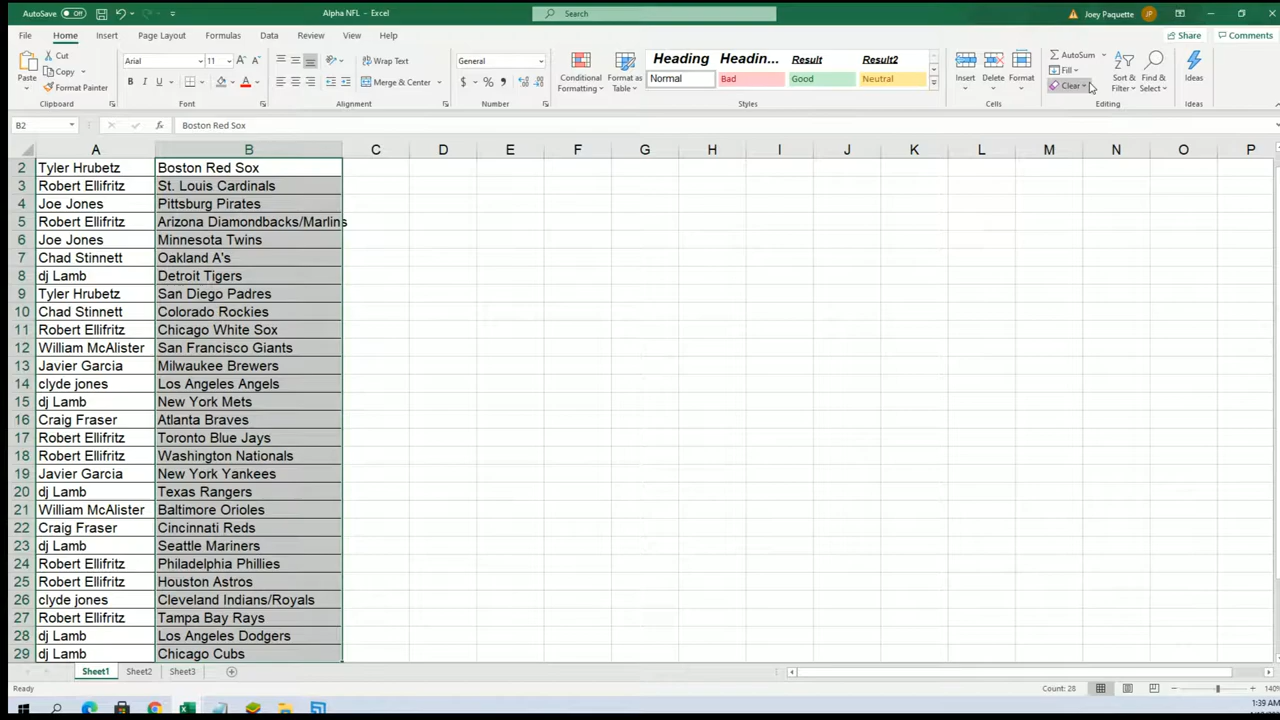 AutoSave Off Alpha NFL - Excel Search Joey Paquette JP
File Home Insert Page Layout Formulas Data Review View Help Share Comments
Paste Cut Copy Format Painter Clipboard
Arial 11 B I U A Font
Wrap Text Merge & Center Alignment
General $ % Number
Conditional Formatting Format as Table Heading Headin... Result Result2 Normal Bad Good Neutral Styles
Insert Delete Format Cells
AutoSum Fill Clear Sort & Filter Find & Select Editing
Ideas Ideas
B2 fx Boston Red Sox
A B C D E F G H I J K L M N O P
2 Tyler Hrubetz Boston Red Sox
3 Robert Ellifritz St. Louis Cardinals
4 Joe Jones Pittsburg Pirates
5 Robert Ellifritz Arizona Diamondbacks/Marlins
6 Joe Jones Minnesota Twins
7 Chad Stinnett Oakland A's
8 dj Lamb Detroit Tigers
9 Tyler Hrubetz San Diego Padres
10 Chad Stinnett Colorado Rockies
11 Robert Ellifritz Chicago White Sox
12 William McAlister San Francisco Giants
13 Javier Garcia Milwaukee Brewers
14 clyde jones Los Angeles Angels
15 dj Lamb New York Mets
16 Craig Fraser Atlanta Braves
17 Robert Ellifritz Toronto Blue Jays
18 Robert Ellifritz Washington Nationals
19 Javier Garcia New York Yankees
20 dj Lamb Texas Rangers
21 William McAlister Baltimore Orioles
22 Craig Fraser Cincinnati Reds
23 dj Lamb Seattle Mariners
24 Robert Ellifritz Philadelphia Phillies
25 Robert Ellifritz Houston Astros
26 clyde jones Cleveland Indians/Royals
27 Robert Ellifritz Tampa Bay Rays
28 dj Lamb Los Angeles Dodgers
29 dj Lamb Chicago Cubs
Sheet1 Sheet2 Sheet3
Ready Count: 28 140%
1:39 AM